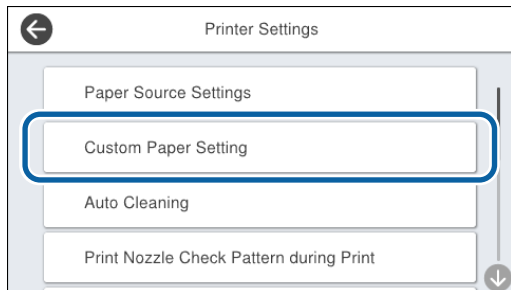 Printer Settings
Paper Source Settings
Custom Paper Setting
Auto Cleaning
Print Nozzle Check Pattern during Print